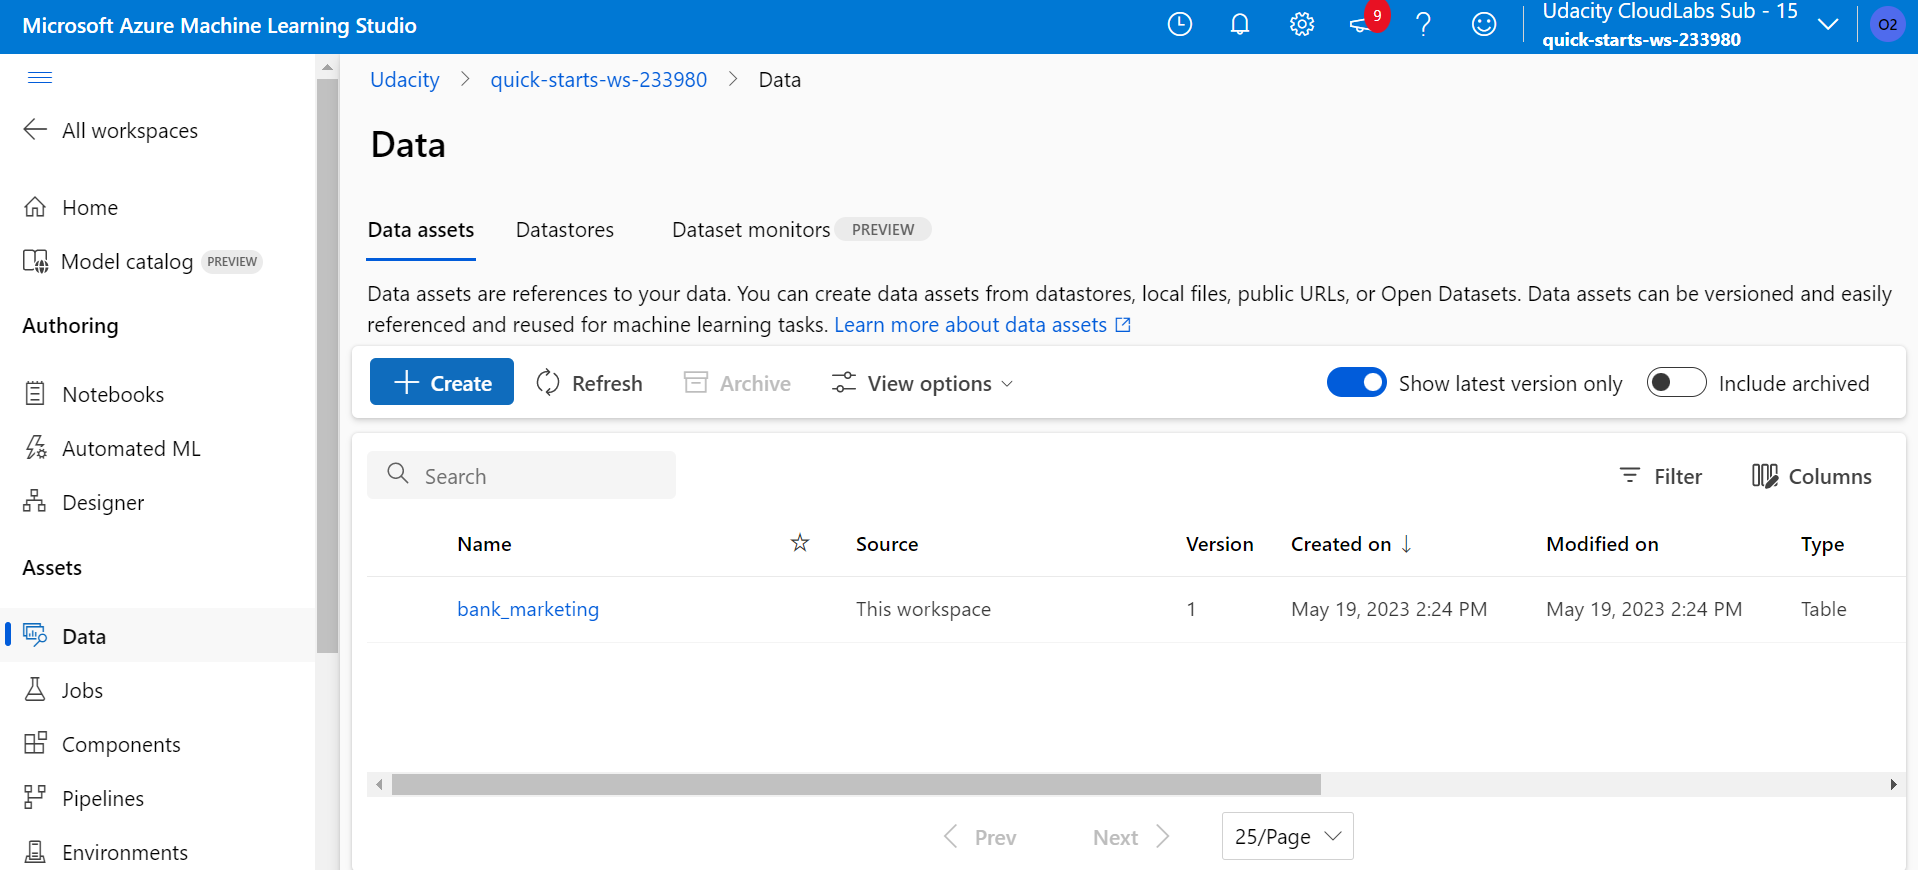 Microsoft Azure Machine Learning Studio
9
Udacity CloudLabs Sub - 15
quick-starts-ws-233980
O2
All workspaces
Home
Model catalog PREVIEW
Authoring
Notebooks
Automated ML
Designer
Assets
Data
Jobs
Components
Pipelines
Environments
Udacity > quick-starts-ws-233980 > Data
Data
Data assets Datastores Dataset monitors PREVIEW
Data assets are references to your data. You can create data assets from datastores, local files, public URLs, or Open Datasets. Data assets can be versioned and easily
referenced and reused for machine learning tasks. Learn more about data assets
Create Refresh Archive View options Show latest version only Include archived
Search Filter Columns
Name Source Version Created on Modified on Type
bank_marketing This workspace 1 May 19, 2023 2:24 PM May 19, 2023 2:24 PM Table
Prev Next 25/Page